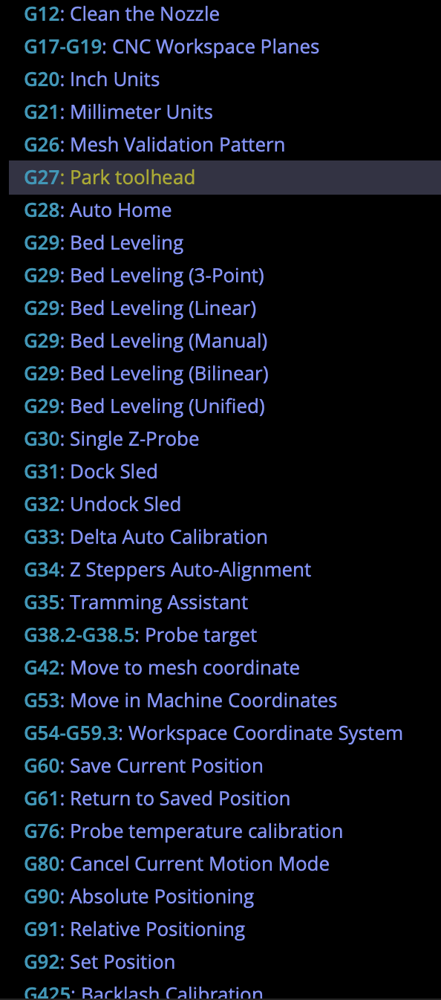 G12: Clean the Nozzle
G17-G19: CNC Workspace Planes
G20: Inch Units
G21: Millimeter Units
G26: Mesh Validation Pattern
G27: Park toolhead
G28: Auto Home
G29: Bed Leveling
G29: Bed Leveling (3-Point)
G29: Bed Leveling (Linear)
G29: Bed Leveling (Manual)
G29: Bed Leveling (Bilinear)
G29: Bed Leveling (Unified)
G30: Single Z-Probe
G31: Dock Sled
G32: Undock Sled
G33: Delta Auto Calibration
G34: Z Steppers Auto-Alignment
G35: Tramming Assistant
G38.2-G38.5: Probe target
G42: Move to mesh coordinate
G53: Move in Machine Coordinates
G54-G59.3: Workspace Coordinate System
G60: Save Current Position
G61: Return to Saved Position
G76: Probe temperature calibration
G80: Cancel Current Motion Mode
G90: Absolute Positioning
G91: Relative Positioning
G92: Set Position
G425: Backlash Calibration